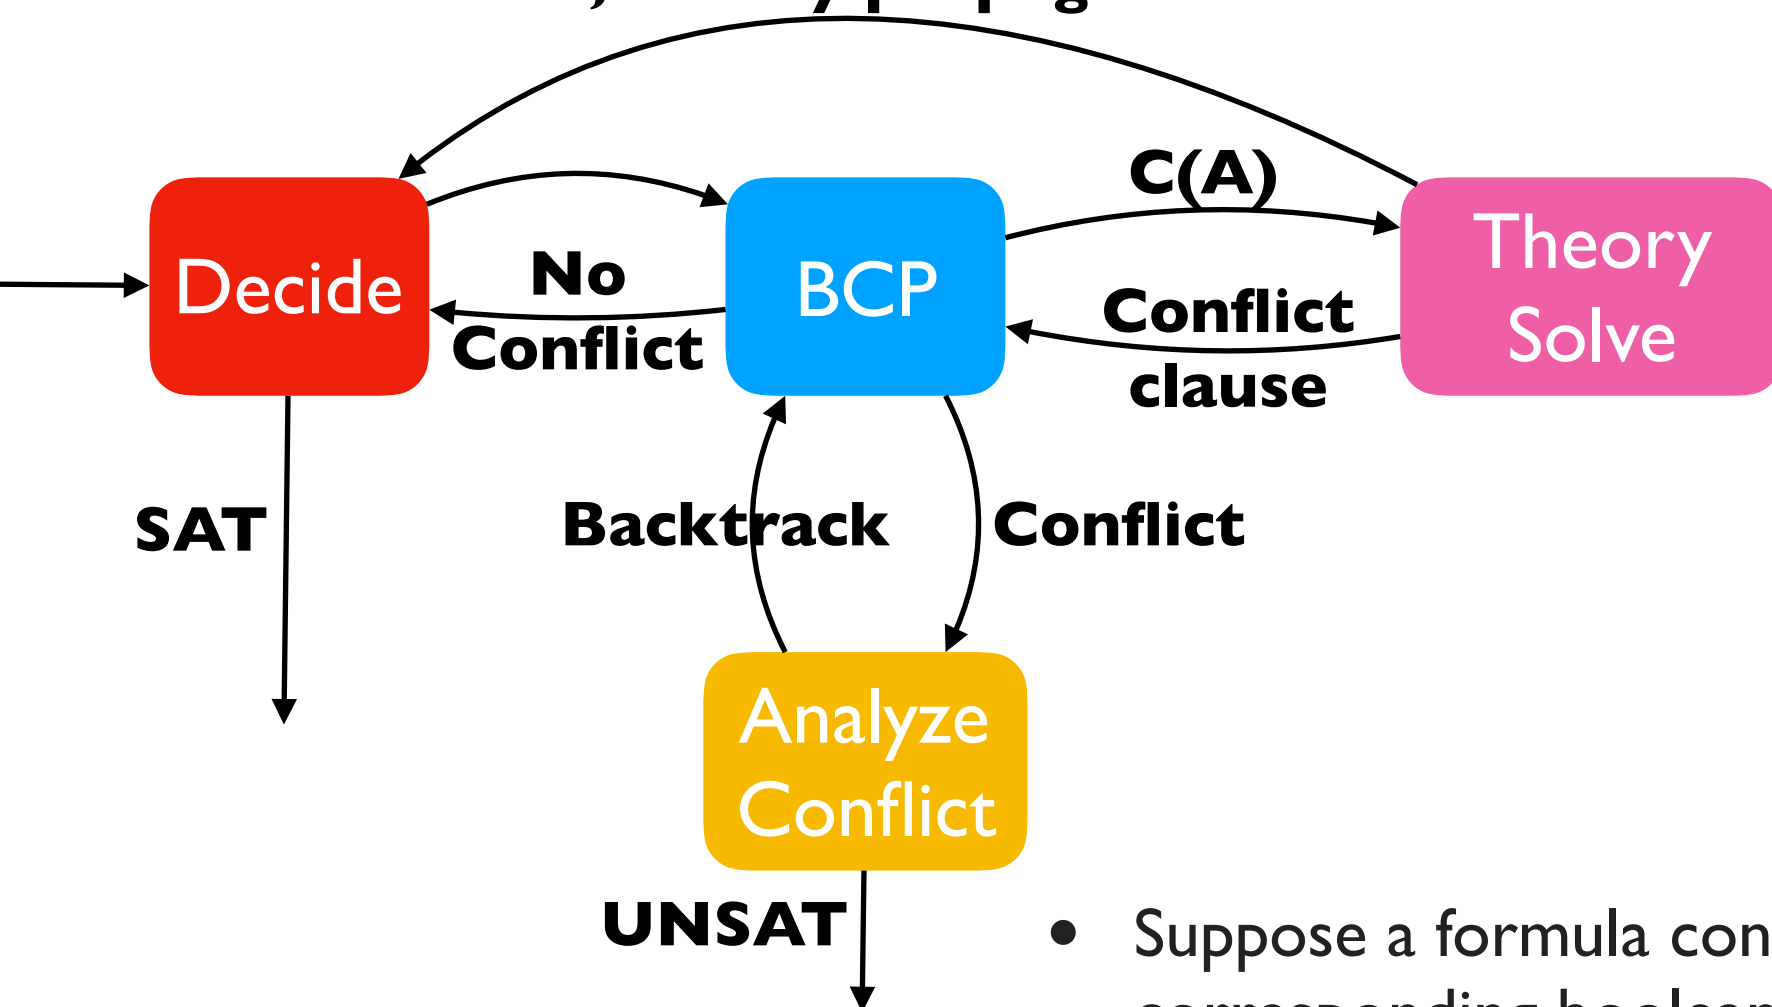 C(A)
Decide
No
Conflict
BCP
Conflict
clause
Theory
Solve
SAT
Backtrack
Conflict
Analyze
Conflict
UNSAT
• Suppose a formula con